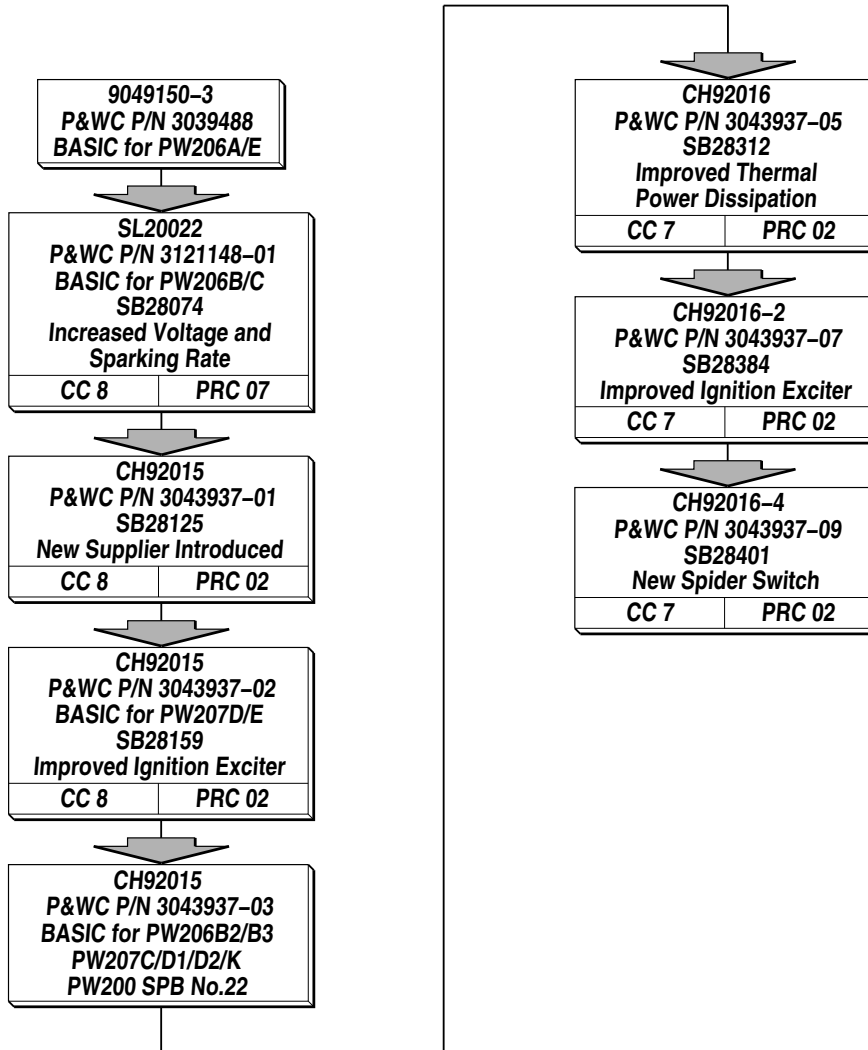 9049150–3
P&WC P/N 3039488
BASIC for PW206A/E
SL20022
P&WC P/N 3121148–01
BASIC for PW206B/C
SB28074
Increased Voltage and
Sparking Rate
CC 8 PRC 07
CH92015
P&WC P/N 3043937–01
SB28125
New Supplier Introduced
CC 8 PRC 02
CH92015
P&WC P/N 3043937–02
BASIC for PW207D/E
SB28159
Improved Ignition Exciter
CC 8 PRC 02
CH92015
P&WC P/N 3043937–03
BASIC for PW206B2/B3
PW207C/D1/D2/K
PW200 SPB No.22
CH92016
P&WC P/N 3043937–05
SB28312
Improved Thermal
Power Dissipation
CC 7 PRC 02
CH92016–2
P&WC P/N 3043937–07
SB28384
Improved Ignition Exciter
CC 7 PRC 02
CH92016–4
P&WC P/N 3043937–09
SB28401
New Spider Switch
CC 7 PRC 02